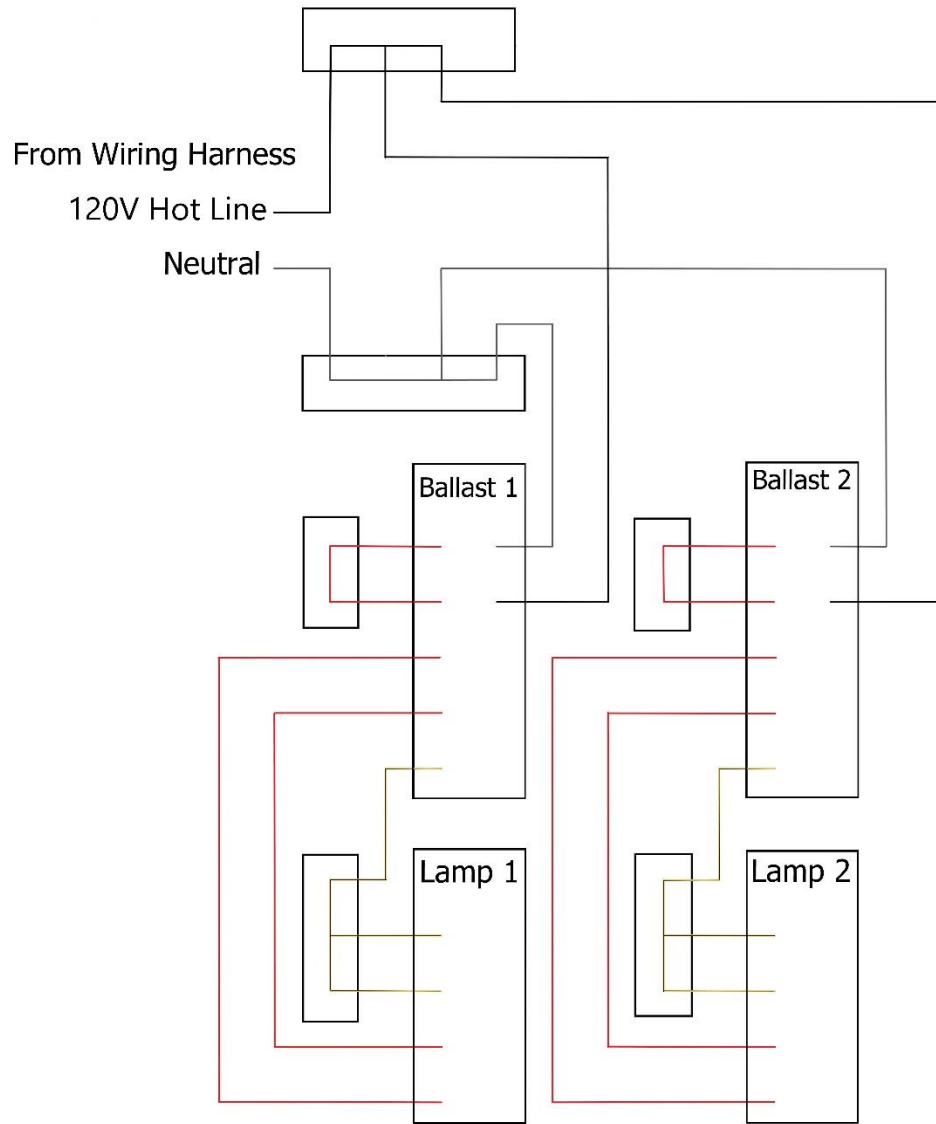 From Wiring Harness
120V Hot Line
Neutral
Ballast 1
Ballast 2
Lamp 1
Lamp 2